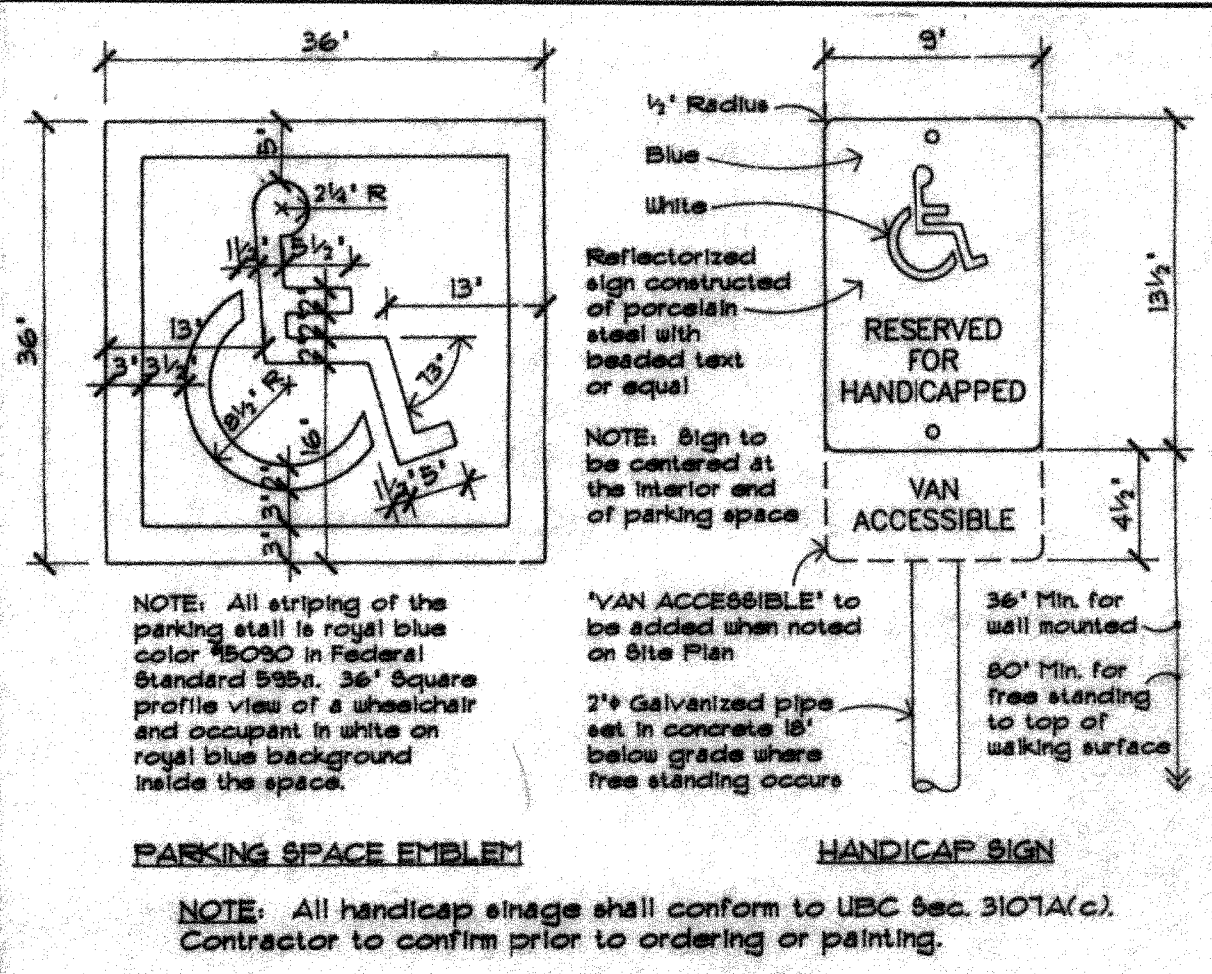 36"
36"
5"
2¼" R
1½"
5½"
2"
2"
2"
13"
13"
3"
3½"
8½" R
73"
16"
2"
3"
3"
1½"
5"
NOTE: All striping of the
parking stall is royal blue
color #15090 in Federal
Standard 595a. 36" Square
profile view of a wheelchair
and occupant in white on
royal blue background
inside the space.
PARKING SPACE EMBLEM
9"
½" Radius
Blue
White
Reflectorized
sign constructed
of porcelain
steel with
beaded text
or equal
NOTE: Sign to
be centered at
the interior end
of parking space
RESERVED
FOR
HANDICAPPED
VAN
ACCESSIBLE
13½"
4½"
"VAN ACCESSIBLE" to
be added when noted
on Site Plan
2"ϕ Galvanized pipe
set in concrete 18"
below grade where
free standing occurs
36" Min. for
wall mounted
80" Min. for
free standing
to top of
walking surface
HANDICAP SIGN
NOTE: All handicap sinage shall conform to UBC Sec. 3107A(c).
Contractor to confirm prior to ordering or painting.